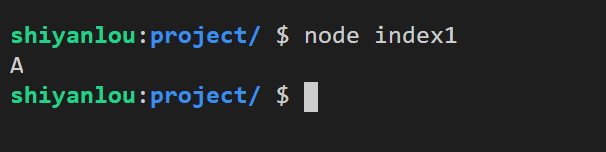 shiyanlou:project/ $ node index1
A
shiyanlou:project/ $